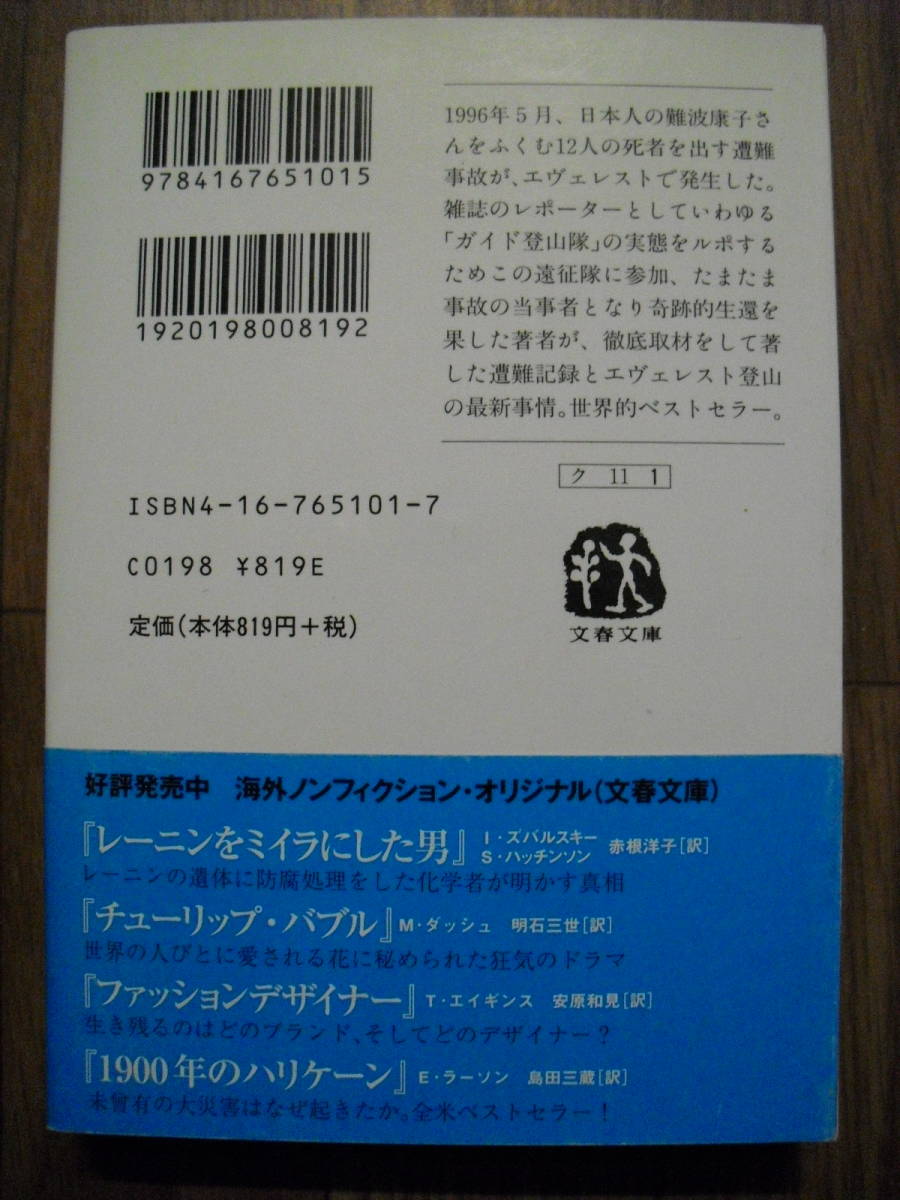 9784167651015
1920198008192
1996年5月、日本人の難波康子さ
んをふくむ12人の死者を出す遭難
事故が、エヴェレストで発生した。
雑誌のレポーターとしていわゆる
「ガイド登山隊」の実態をルポする
ためこの遠征隊に参加、たまたま
事故の当事者となり奇跡的生還を
果した著者が、徹底取材をして著
した遭難記録とエヴェレスト登山
の最新事情。世界的ベストセラー。
ク 11 1
ISBN4-16-765101-7
C0198 ¥819E
定価(本体819円+税)
文春文庫
好評発売中 海外ノンフィクション・オリジナル(文春文庫)
『レーニンをミイラにした男』I・ズバルスキー
S・ハッチンソン 赤根洋子[訳]
レーニンの遺体に防腐処理をした化学者が明かす真相
『チューリップ・バブル』M・ダッシュ 明石三世[訳]
世界の人びとに愛される花に秘められた狂気のドラマ
『ファッションデザイナー』T・エイギンス 安原和見[訳]
生き残るのはどのブランド、そしてどのデザイナー?
『1900年のハリケーン』E・ラーソン 島田三蔵[訳]
未曾有の大災害はなぜ起きたか。全米ベストセラー!